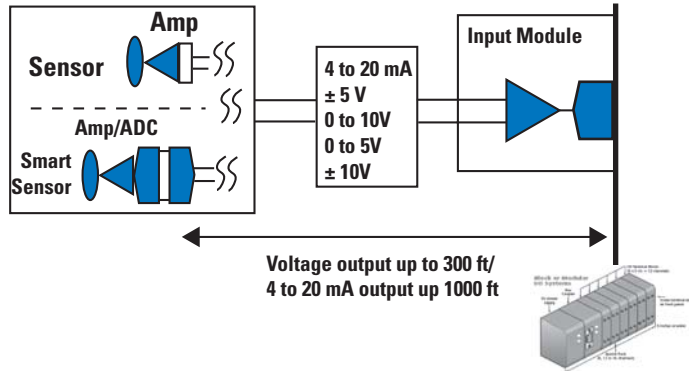 Amp
Sensor
Amp/ADC
Smart
Sensor
4 to 20 mA
± 5 V
0 to 10V
0 to 5V
± 10V
Input Module
Voltage output up to 300 ft/
4 to 20 mA output up 1000 ft